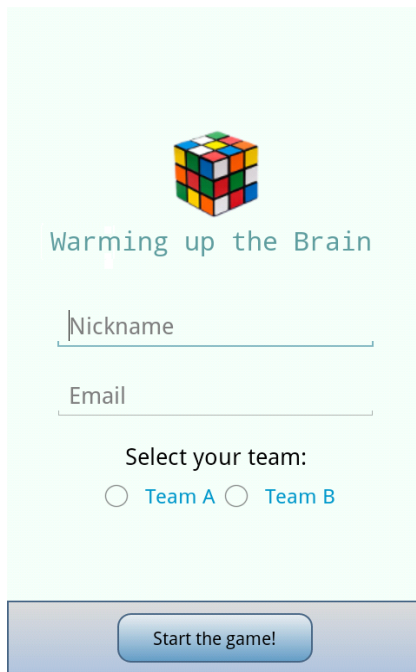 Warming up the Brain
Nickname
Email
Select your team:
Team A Team B
Start the game!